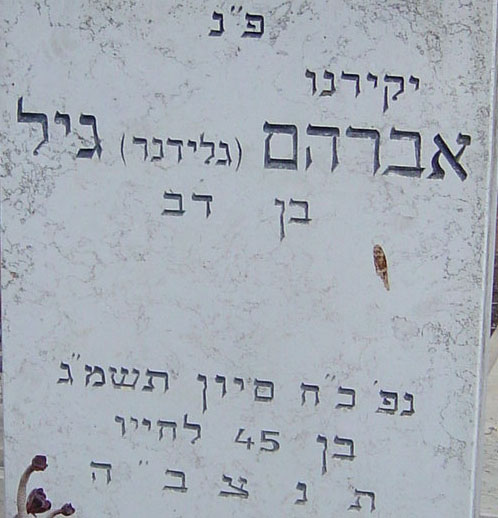 פ"נ
יקירנו
אברהם (גלידנר) גיל
בן דב
נפ' כ"ח סיון תשמ"ג
בן 45 לחייו
ת נ צ ב " ה